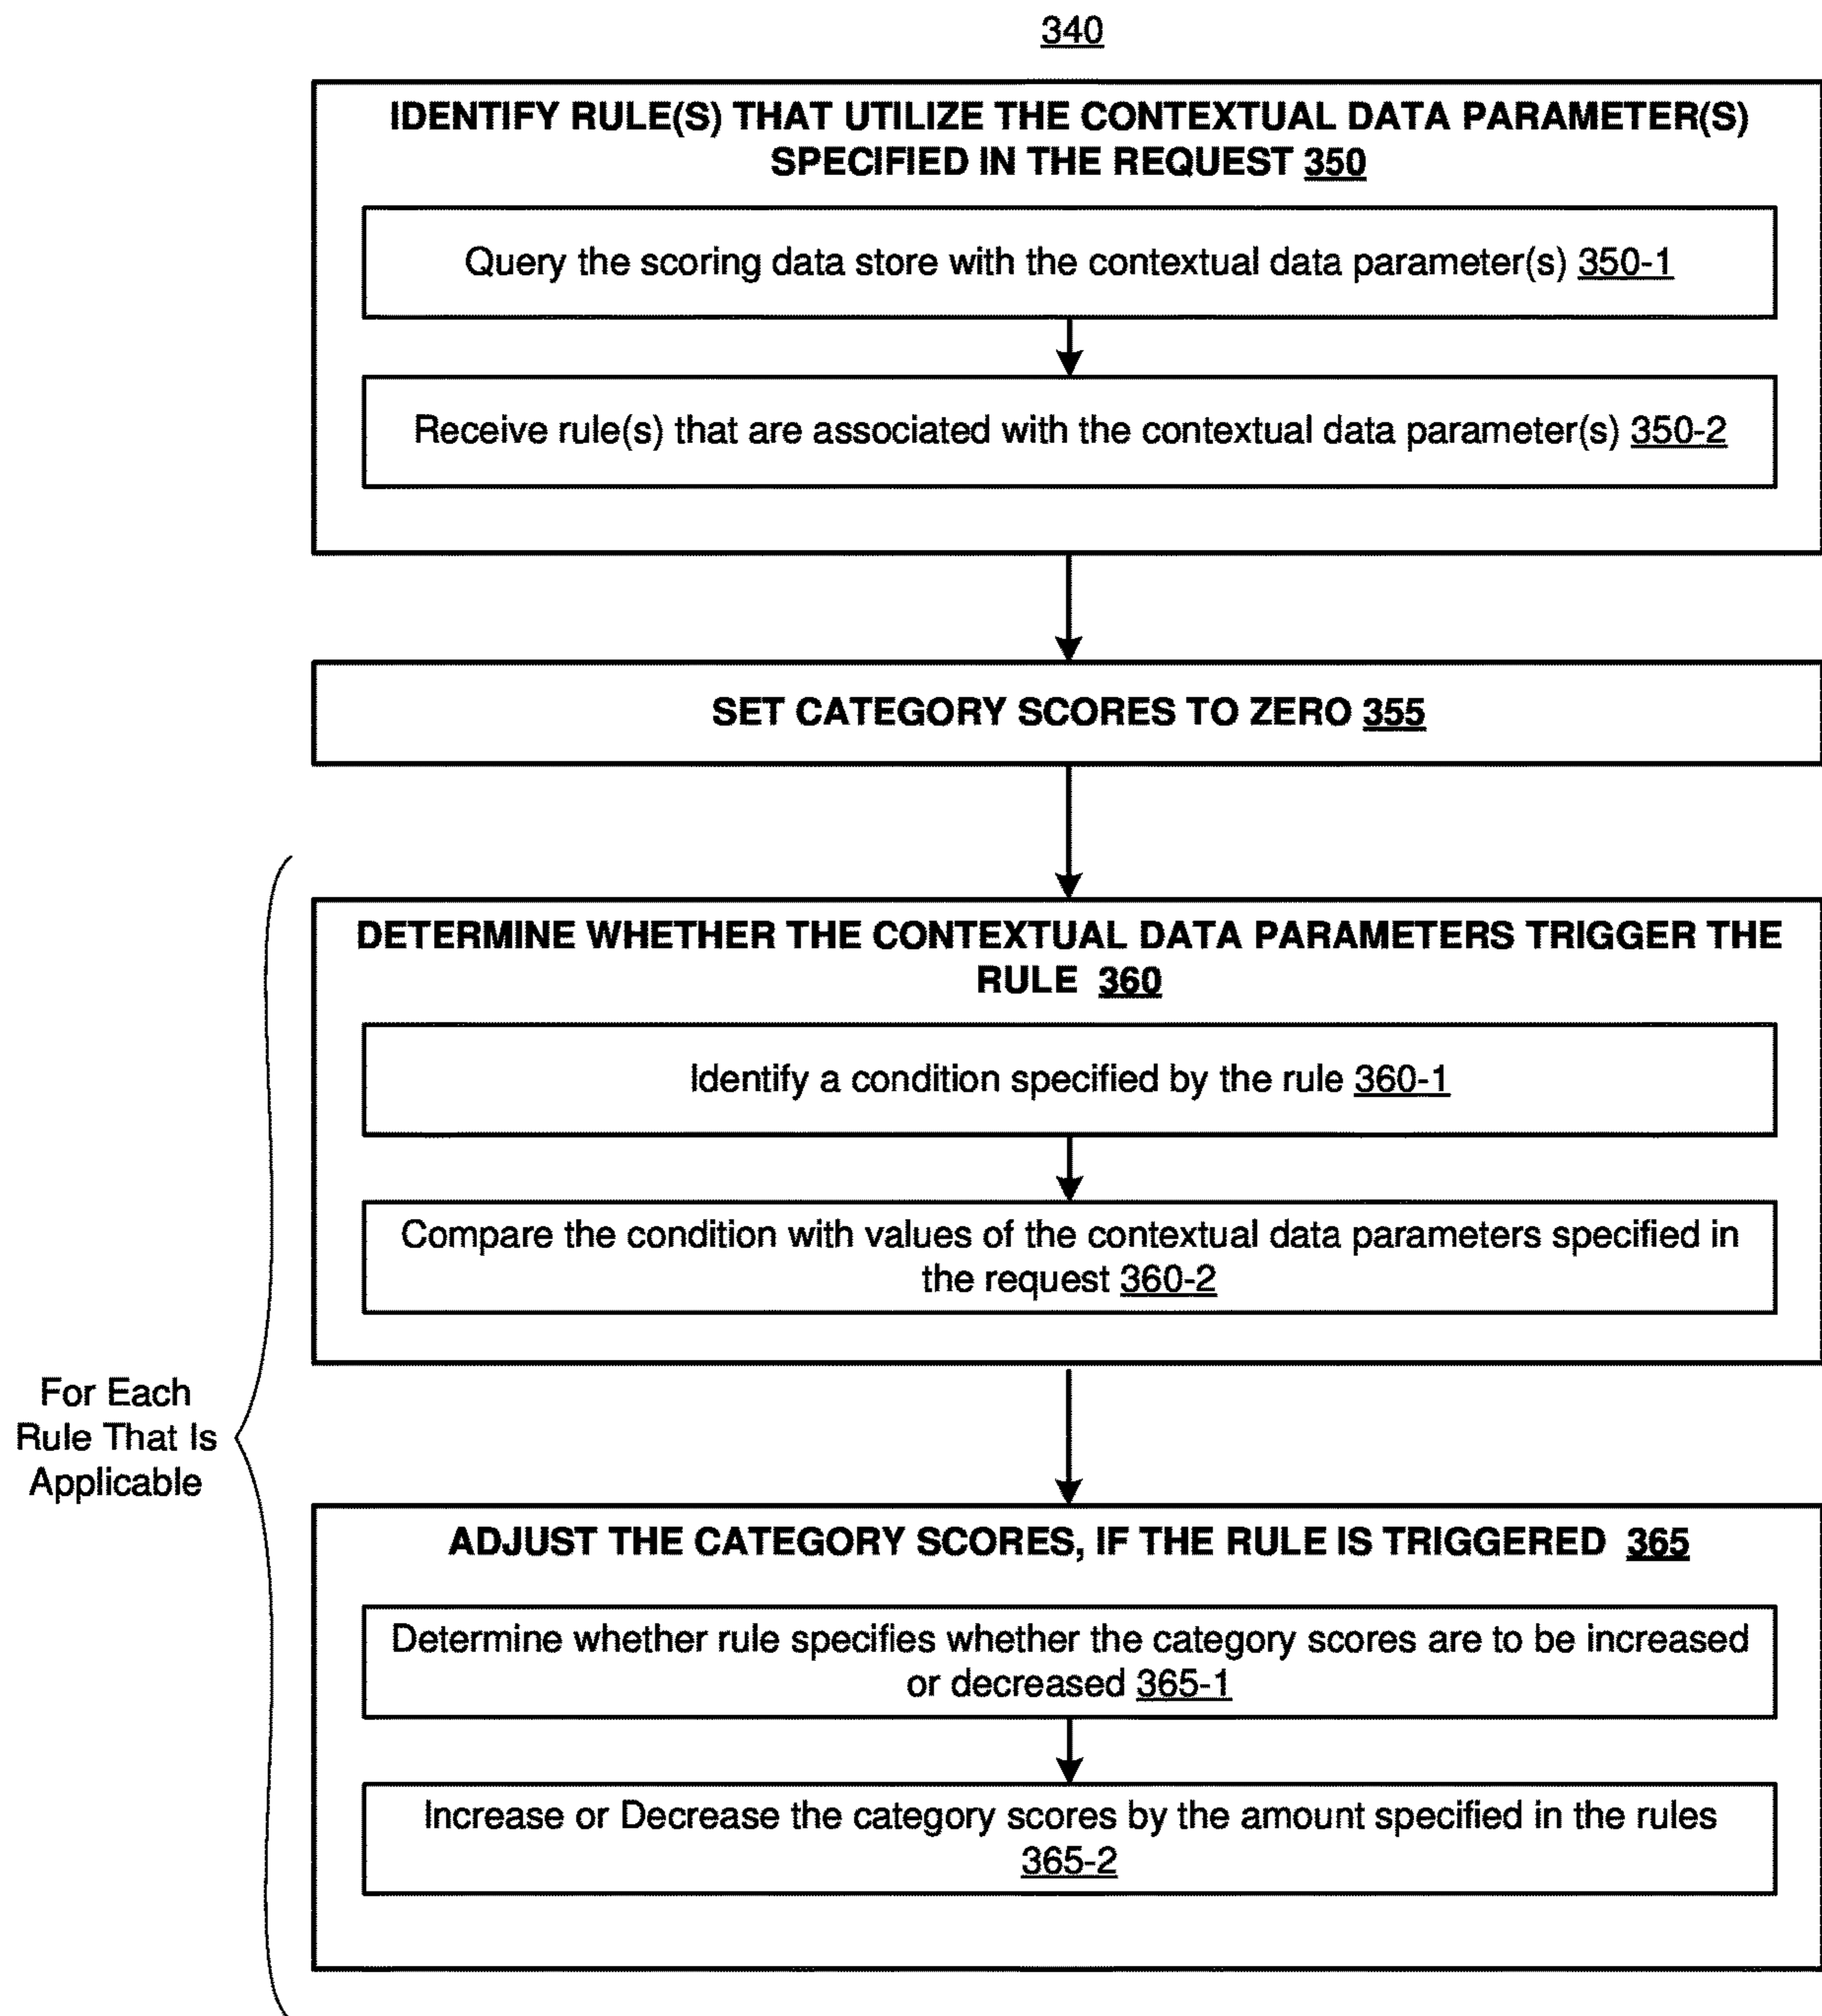 340
IDENTIFY RULE(S) THAT UTILIZE THE CONTEXTUAL DATA PARAMETER(S)
SPECIFIED IN THE REQUEST 350
Query the scoring data store with the contextual data parameter(s) 350-1
Receive rule(s) that are associated with the contextual data parameter(s) 350-2
SET CATEGORY SCORES TO ZERO 355
DETERMINE WHETHER THE CONTEXTUAL DATA PARAMETERS TRIGGER THE
RULE 360
Identify a condition specified by the rule 360-1
Compare the condition with values of the contextual data parameters specified in
the request 360-2
For Each
Rule That Is
Applicable
ADJUST THE CATEGORY SCORES, IF THE RULE IS TRIGGERED 365
Determine whether rule specifies whether the category scores are to be increased
or decreased 365-1
Increase or Decrease the category scores by the amount specified in the rules
365-2